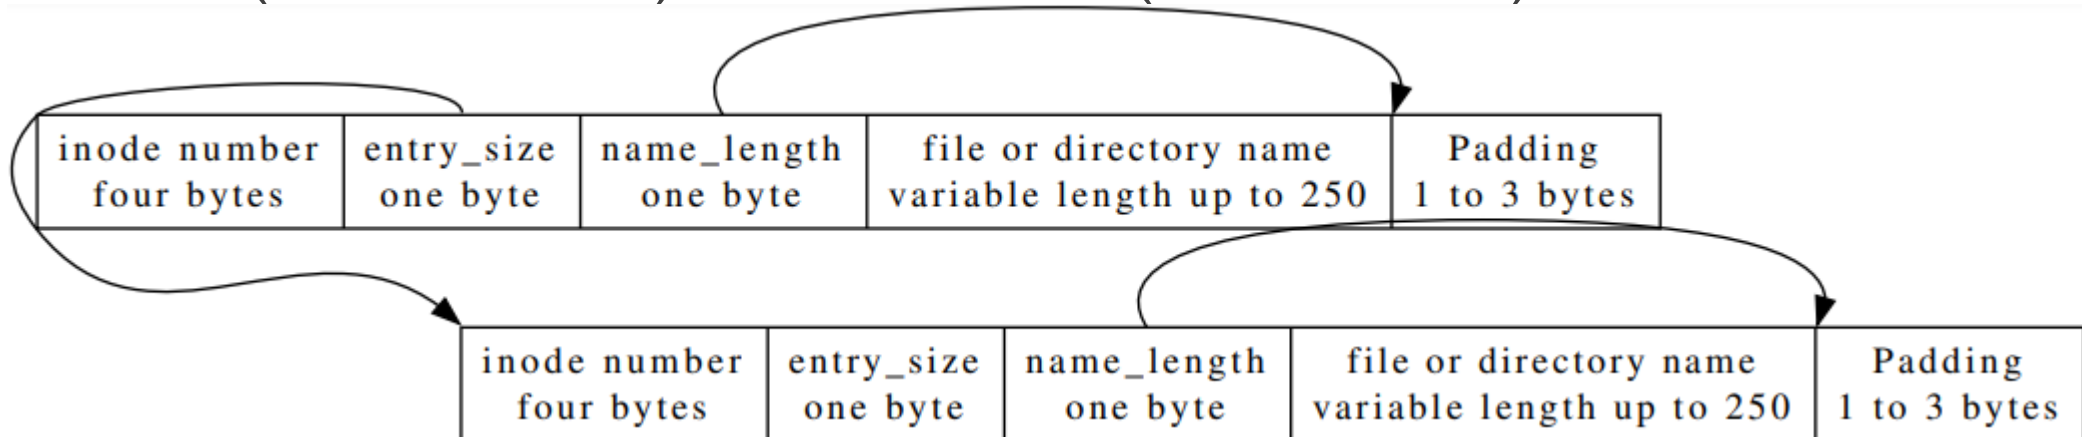 inode number entry_size name_length file or directory name Padding
four bytes one byte one byte variable length up to 250 1 to 3 bytes
inode number entry_size name_length file or directory name Padding
four bytes one byte one byte variable length up to 250 1 to 3 bytes